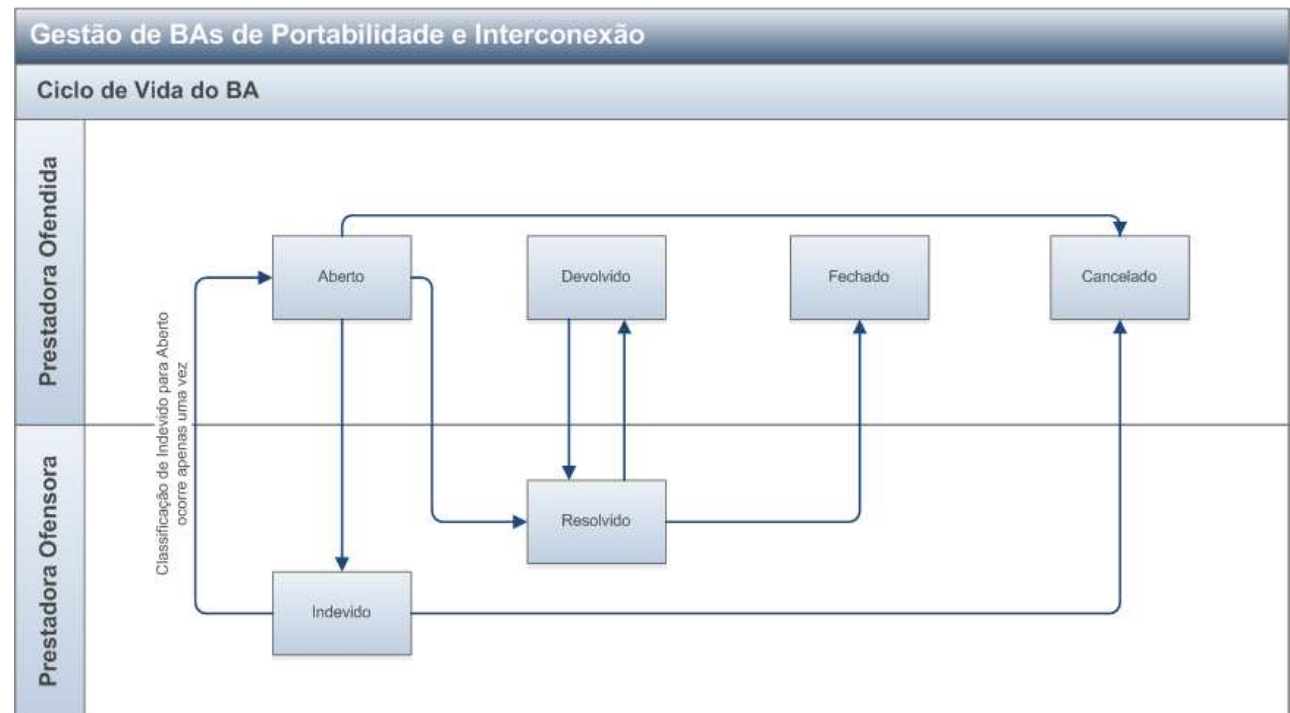 Gestão de BAs de Portabilidade e Interconexão
Ciclo de Vida do BA
Prestadora Ofendida
Aberto
Devolvido
Fechado
Cancelado
Classificação de Indevido para Aberto
ocorre apenas uma vez
Prestadora Ofensora
Resolvido
Indevido